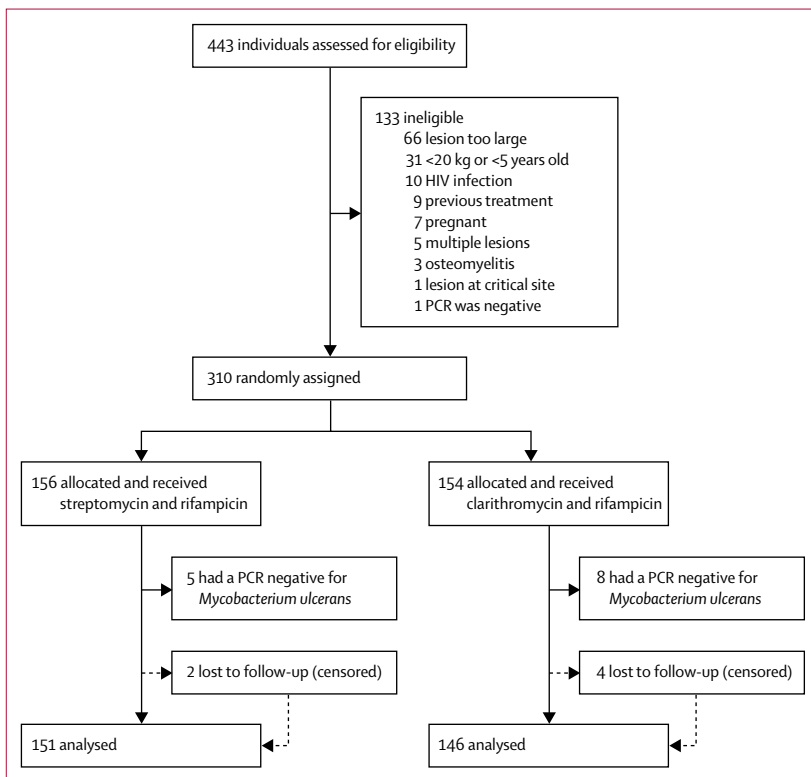 443 individuals assessed for eligibility
133 ineligible
66 lesion too large
31 <20 kg or <5 years old
10 HIV infection
9 previous treatment
7 pregnant
5 multiple lesions
3 osteomyelitis
1 lesion at critical site
1 PCR was negative
310 randomly assigned
156 allocated and received
streptomycin and rifampicin
154 allocated and received
clarithromycin and rifampicin
5 had a PCR negative for
Mycobacterium ulcerans
8 had a PCR negative for
Mycobacterium ulcerans
2 lost to follow-up (censored)
4 lost to follow-up (censored)
151 analysed
146 analysed